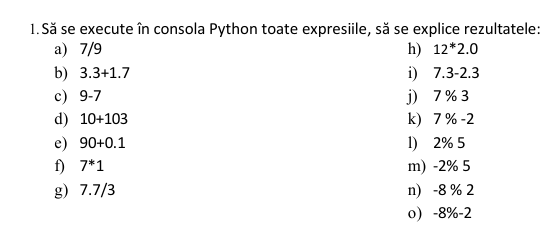 1. Să se execute în consola Python toate expresiile, să se explice rezultatele:
a) 7/9
b) 3.3+1.7
c) 9-7
d) 10+103
e) 90+0.1
f) 7*1
g) 7.7/3
h) 12*2.0
i) 7.3-2.3
j) 7 % 3
k) 7 % -2
l) 2% 5
m) -2% 5
n) -8 % 2
o) -8%-2